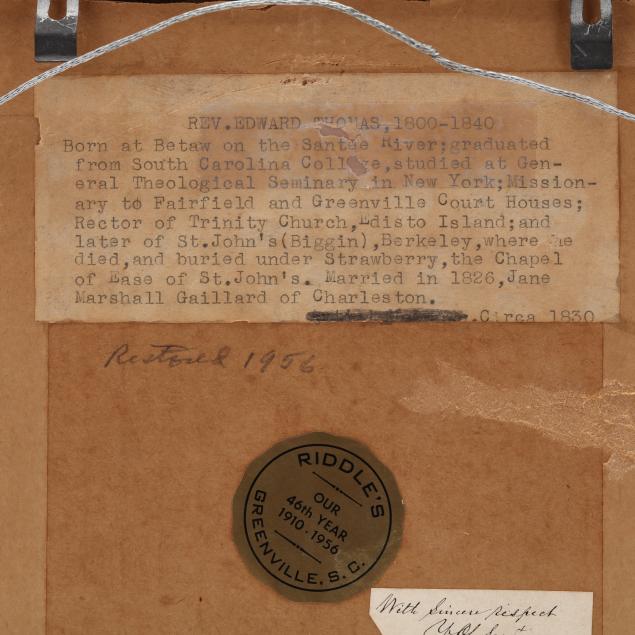 REV.EDWARD THOMAS,1800-1840
Born at Betaw on the Santee River;graduated
from South Carolina College,studied at Gen-
eral Theological Seminary in New York;Mission-
ary to Fairfield and Greenville Court Houses;
Rector of Trinity Church,Edisto Island;and
later of St.John's(Biggin),Berkeley,where he
died,and buried under Strawberry,the Chapel
of Ease of St.John's. Married in 1826,Jane
Marshall Gaillard of Charleston.
.Circa 1830
Restored 1956
RIDDLE'S
OUR
46th YEAR
1910-1956
GREENVILLE, S. C.
With Sincere respect